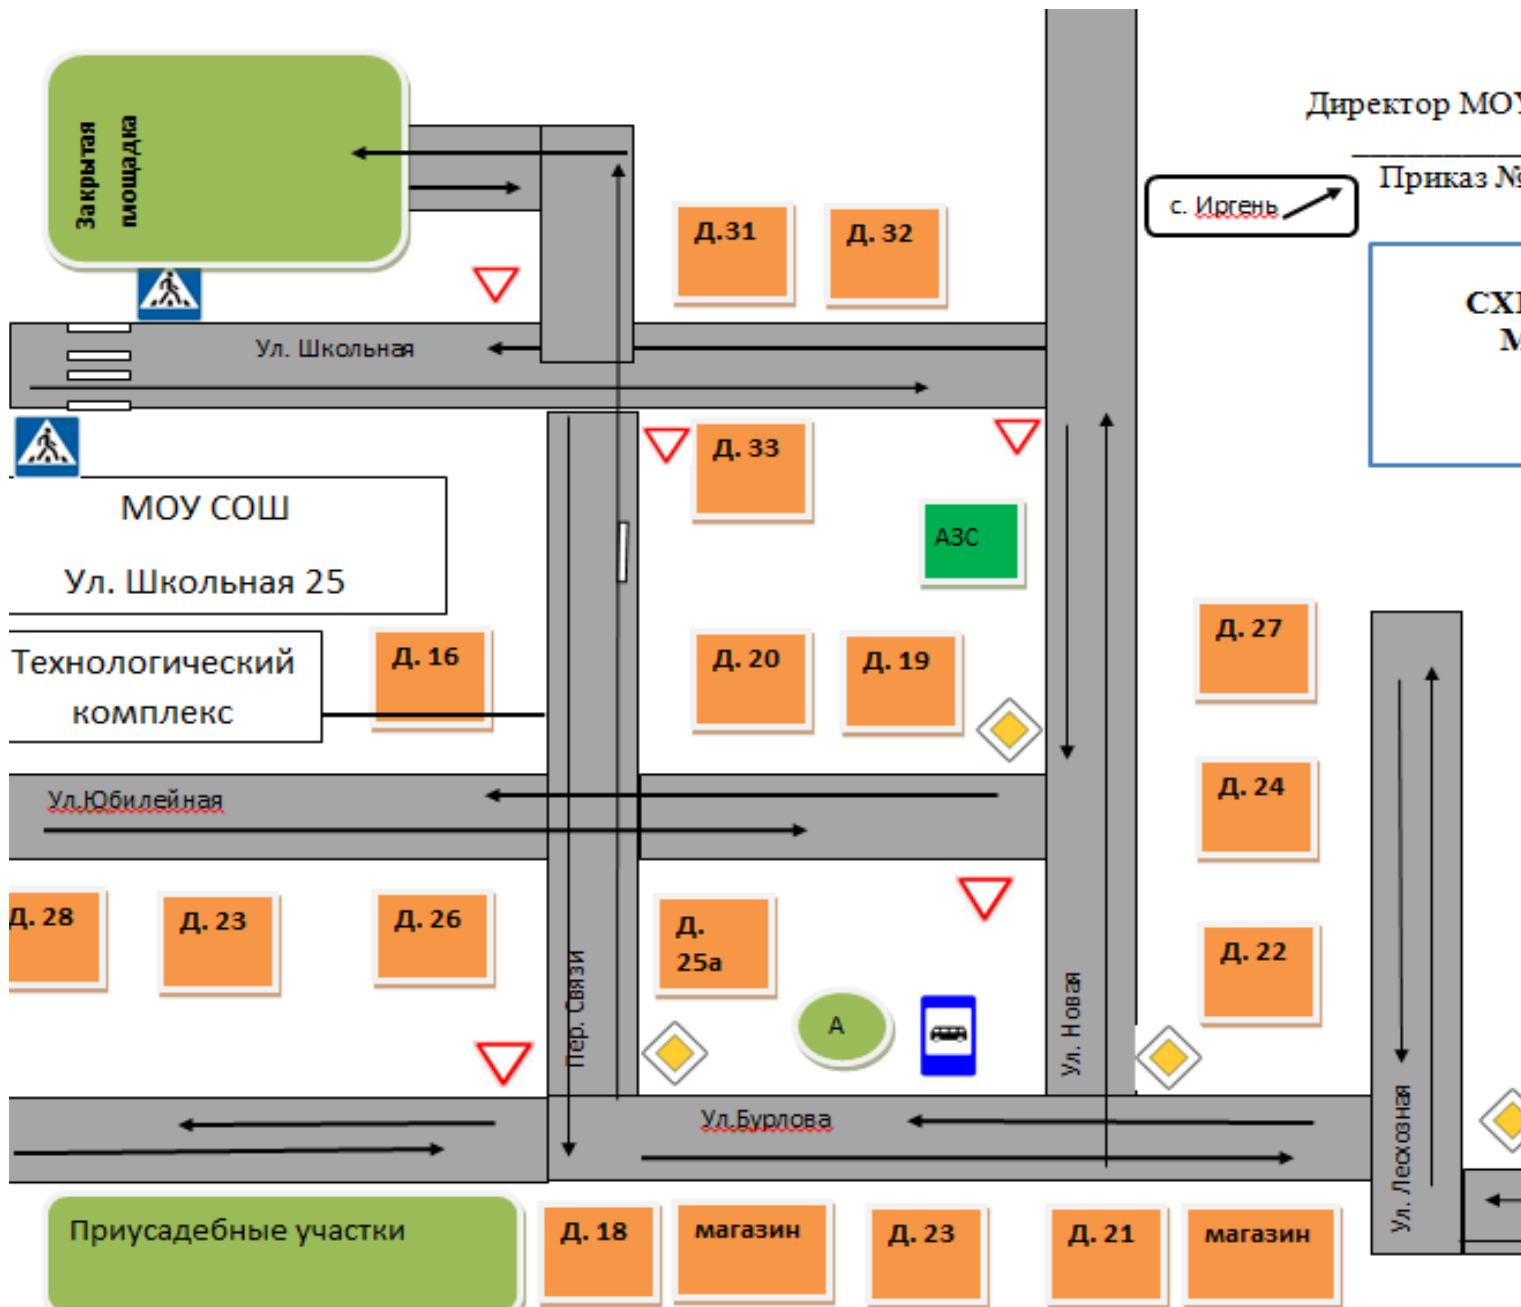 Закрытая
площадка
Директор МОУ
Приказ №
с. Иргень
Д.31
Д. 32
СХ
М
Ул. Школьная
Д. 33
МОУ СОШ
Ул. Школьная 25
АЗС
Технологический
комплекс
Д. 16
Д. 20
Д. 19
Д. 27
Ул.Юбилейная
Д. 24
Д. 28
Д. 23
Д. 26
Д.
25а
Д. 22
А
Пер. Связи
Ул. Новая
Ул.Бурлова
Ул. Лесхозная
Приусадебные участки
Д. 18
магазин
Д. 23
Д. 21
магазин